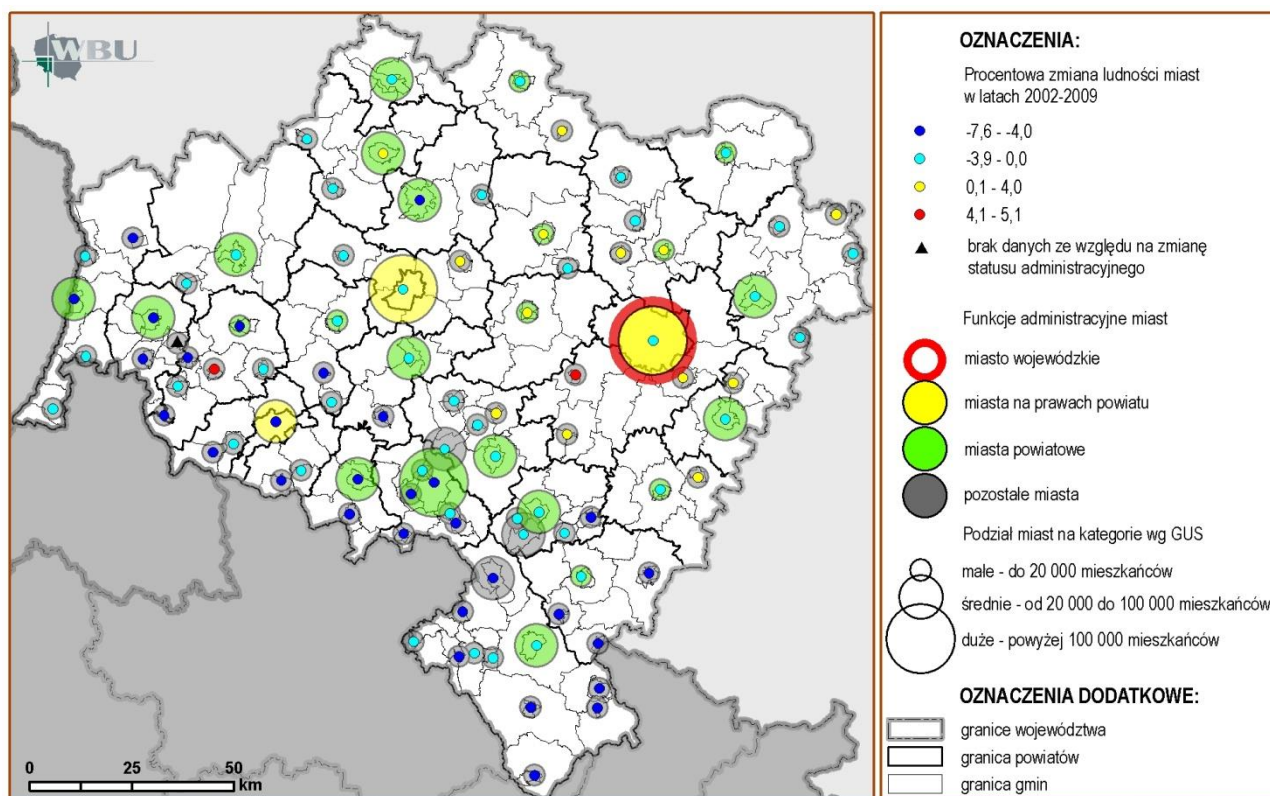 WBU
0 25 50
km
OZNACZENIA:
Procentowa zmiana ludności miast
w latach 2002-2009
-7,6 - -4,0
-3,9 - 0,0
0,1 - 4,0
4,1 - 5,1
brak danych ze względu na zmianę
statusu administracyjnego
Funkcje administracyjne miast
miasto wojewódzkie
miasta na prawach powiatu
miasta powiatowe
pozostałe miasta
Podział miast na kategorie wg GUS
małe - do 20 000 mieszkańców
średnie - od 20 000 do 100 000 mieszkańców
duże - powyżej 100 000 mieszkańców
OZNACZENIA DODATKOWE:
granice województwa
granica powiatów
granica gmin